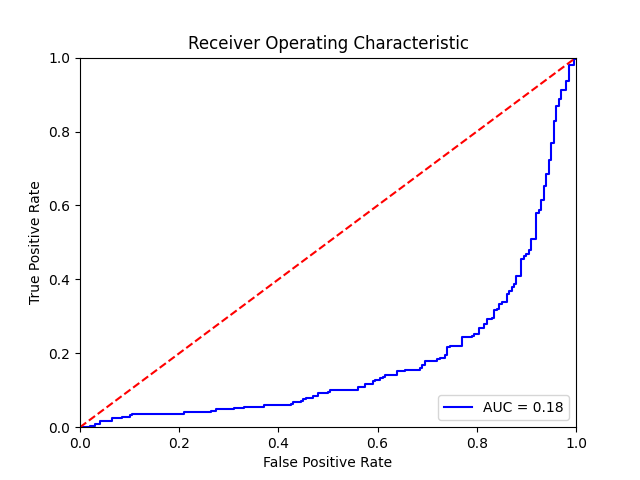 Receiver Operating Characteristic
1.0
0.8
0.6
0.4
0.2
0.0
True Positive Rate
AUC = 0.18
0.0 0.2 0.4 0.6 0.8 1.0
False Positive Rate